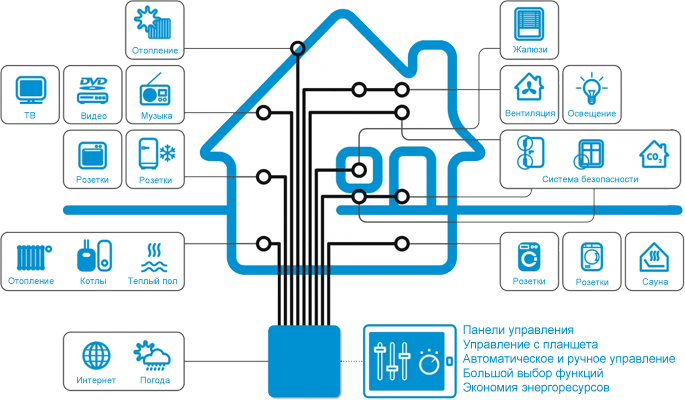 Отопление
Жалюзи
DVD
ТВ
Видео
Музыка
Вентиляция
Освещение
Розетки
Розетки
CO2
Система безопасности
Отопление
Котлы
Теплый пол
Розетки
Розетки
Сауна
Интернет
Погода
Панели управления
Управление с планшета
Автоматическое и ручное управление
Большой выбор функций
Экономия энергоресурсов